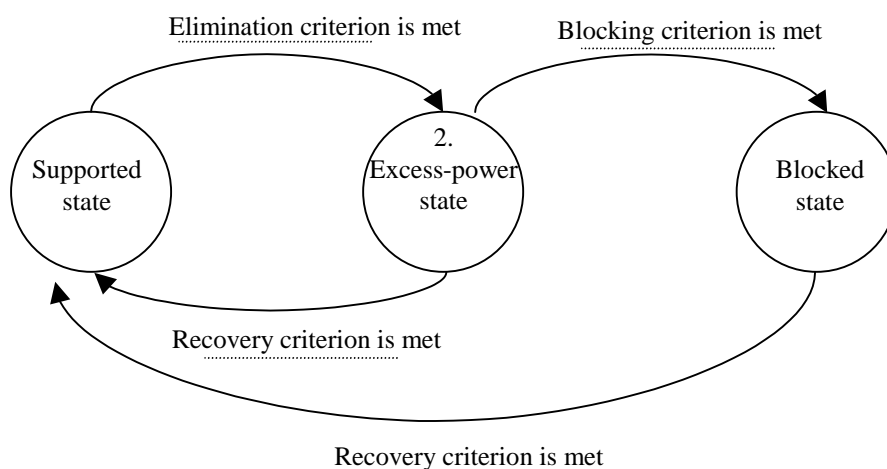 Elimination criterion is met
Blocking criterion is met
Supported
state
2.
Excess-power
state
Blocked
state
Recovery criterion is met
Recovery criterion is met